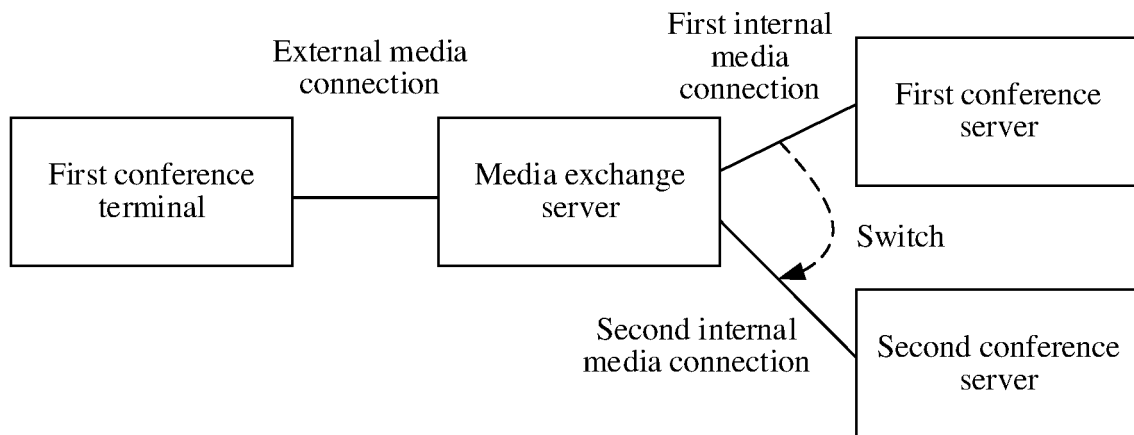 External media
connection
First internal
media
connection
First conference
server
First conference
terminal
Media exchange
server
Switch
Second internal
media connection
Second conference
server